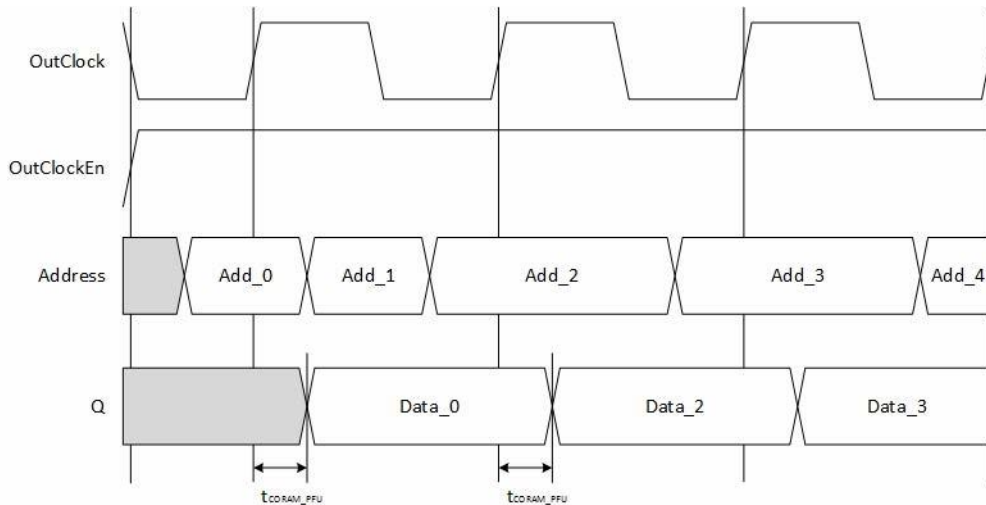 OutClock
OutClockEn
Address
Add_0
Add_1
Add_2
Add_3
Add_4
Q
Data_0
Data_2
Data_3
tCORAM_PFU
tCORAM_PFU